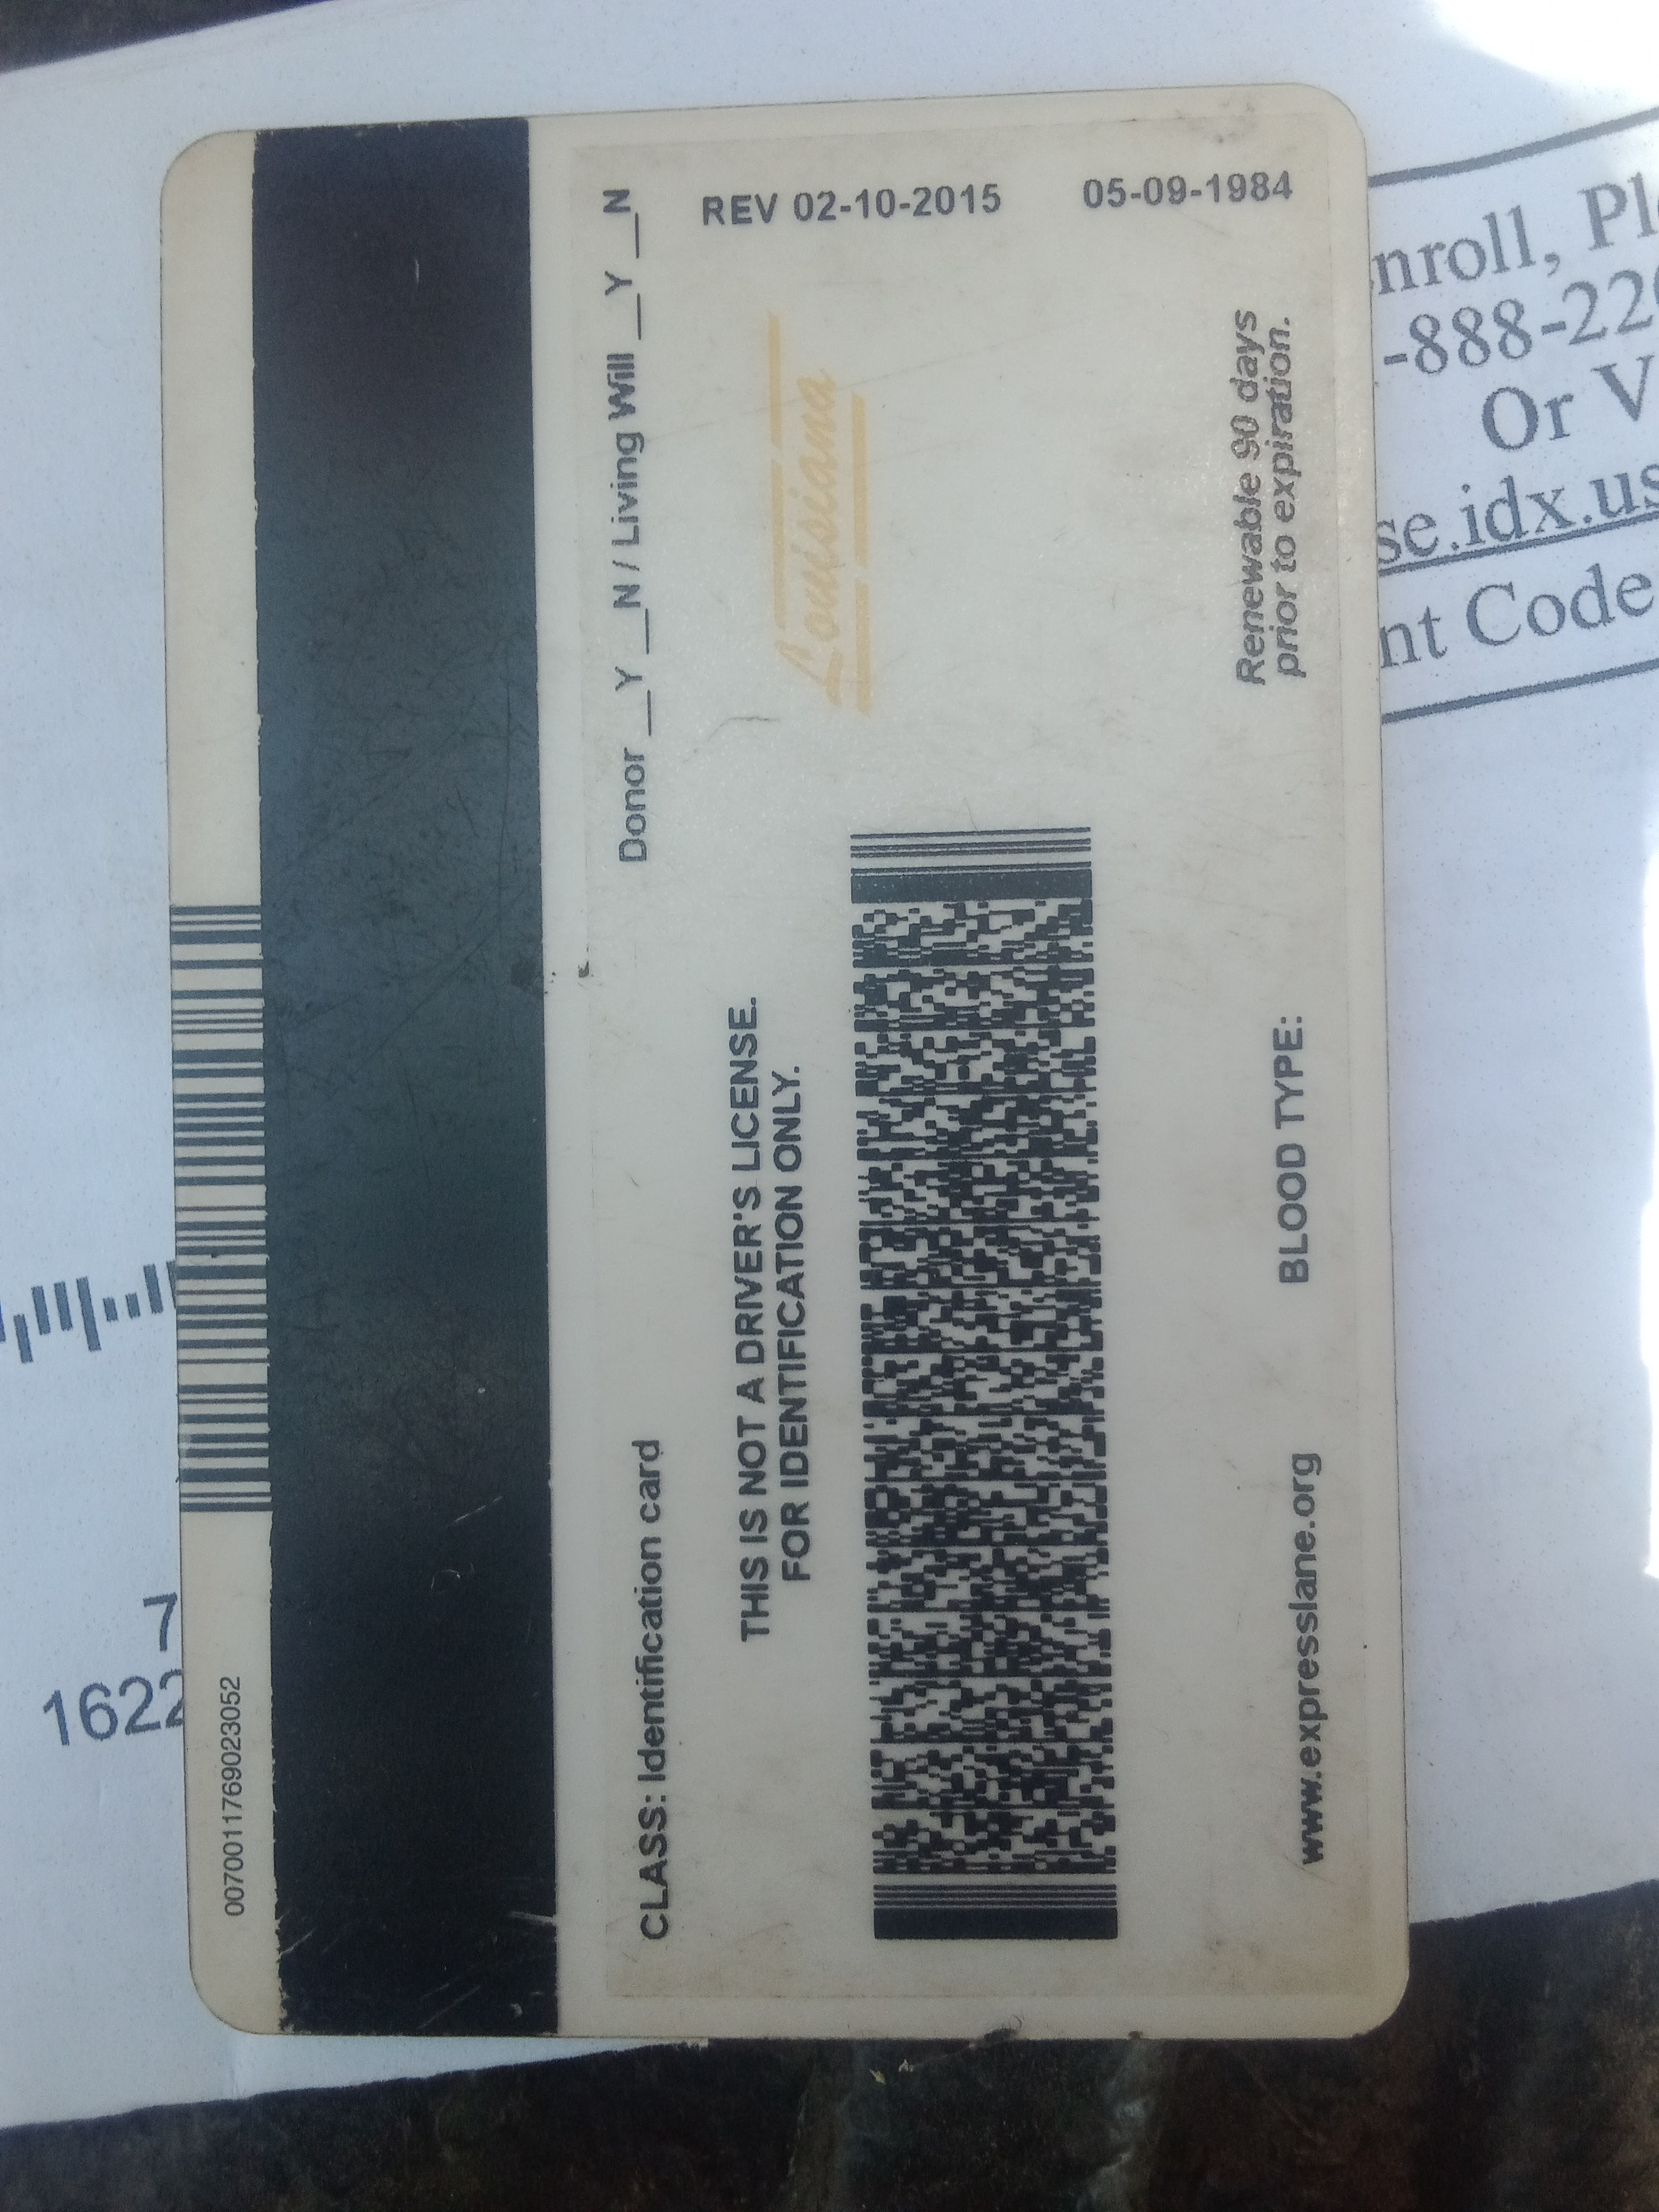 0070011769023052
CLASS: Identification card
Donor __Y __N / Living Will __Y __N
REV 02-10-2015
05-09-1984
THIS IS NOT A DRIVER'S LICENSE.
FOR IDENTIFICATION ONLY.
Louisiana
www.expresslane.org
BLOOD TYPE:
Renewable 90 days
prior to expiration.
nroll,
-888-22
Or V
se.idx.us
nt Code
7
1622